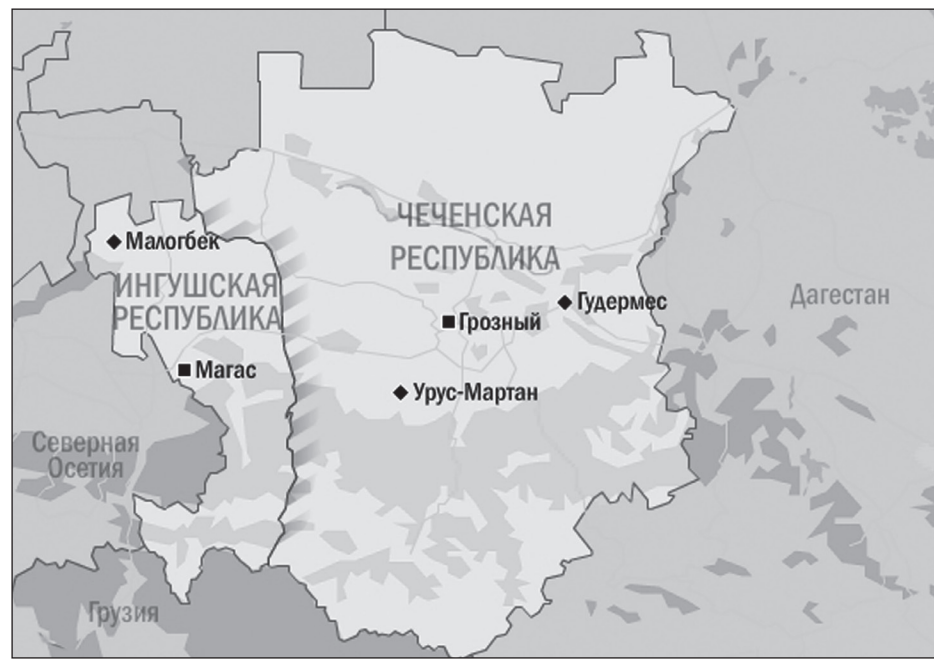 ЧЕЧЕНСКАЯ
РЕСПУБЛИКА
Малогбек
ИНГУШСКАЯ
РЕСПУБЛИКА
Гудермес
Дагестан
Грозный
Магас
Урус-Мартан
Северная
Осетия
Грузия